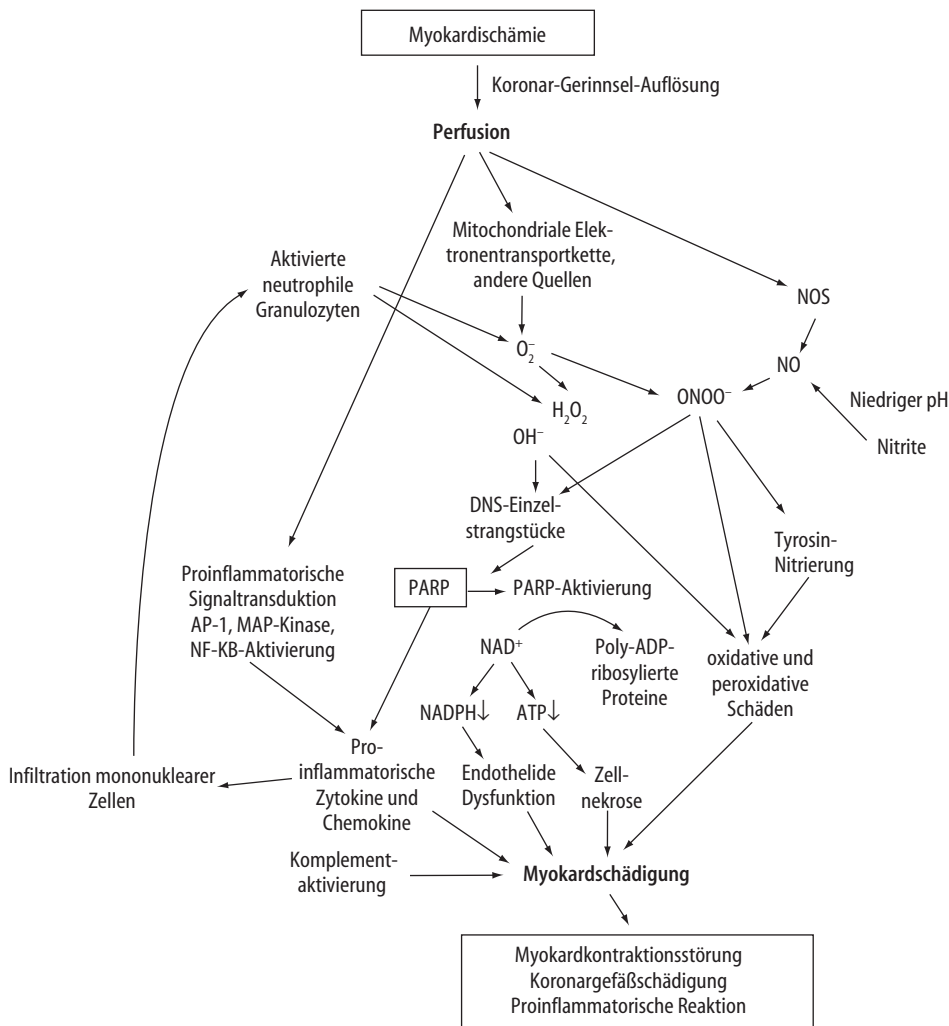 Myokardischämie
Koronar-Gerinnsel-Auflösung
Perfusion
Mitochondriale Elek-
tronentransportkette,
andere Quellen
Aktivierte
neutrophile
Granulozyten
NOS
O₂⁻
NO
H₂O₂
ONOO⁻
Niedriger pH
OH⁻
Nitrite
DNS-Einzel-
strangstücke
Tyrosin-
Nitrierung
Proinflammatorische
Signaltransduktion
AP-1, MAP-Kinase,
NF-KB-Aktivierung
PARP
PARP-Aktivierung
NAD⁺
Poly-ADP-
ribosylierte
Proteine
oxidative und
peroxidative
Schäden
NADPH↓
ATP↓
Pro-
inflammatorische
Zytokine und
Chemokine
Infiltration mononuklearer
Zellen
Endothelide
Dysfunktion
Zell-
nekrose
Komplement-
aktivierung
Myokardschädigung
Myokardkontraktionsstörung
Koronargefäßschädigung
Proinflammatorische Reaktion